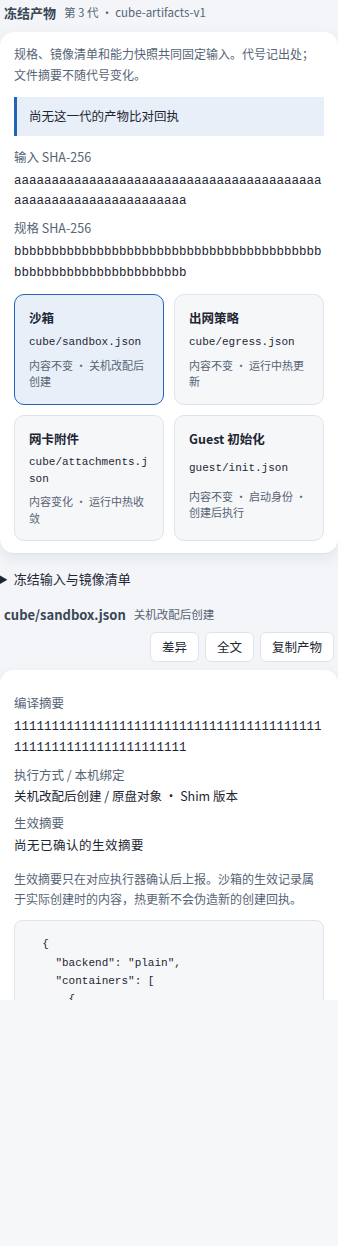 冻结产物 第 3 代 · cube-artifacts-v1
规格、镜像清单和能力快照共同固定输入。代号记出处；
文件摘要不随代号变化。
尚无这一代的产物比对回执
输入 SHA-256
aaaaaaaaaaaaaaaaaaaaaaaaaaaaaaaaaaaaaaaaa
aaaaaaaaaaaaaaaaaaaaaaa
规格 SHA-256
bbbbbbbbbbbbbbbbbbbbbbbbbbbbbbbbbbbbbbbbb
bbbbbbbbbbbbbbbbbbbbbbb
沙箱
cube/sandbox.json
内容不变 · 关机改配后
创建
出网策略
cube/egress.json
内容不变 · 运行中热更
新
网卡附件
cube/attachments.j
son
内容变化 · 运行中热收
敛
Guest 初始化
guest/init.json
内容不变 · 启动身份 ·
创建后执行
▶ 冻结输入与镜像清单
cube/sandbox.json 关机改配后创建
差异 全文 复制产物
编译摘要
11111111111111111111111111111111111111111
11111111111111111111111
执行方式 / 本机绑定
关机改配后创建 / 原盘对象 · Shim 版本
生效摘要
尚无已确认的生效摘要
生效摘要只在对应执行器确认后上报。沙箱的生效记录属
于实际创建时的内容，热更新不会伪造新的创建回执。
{
"backend": "plain",
"containers": [
{